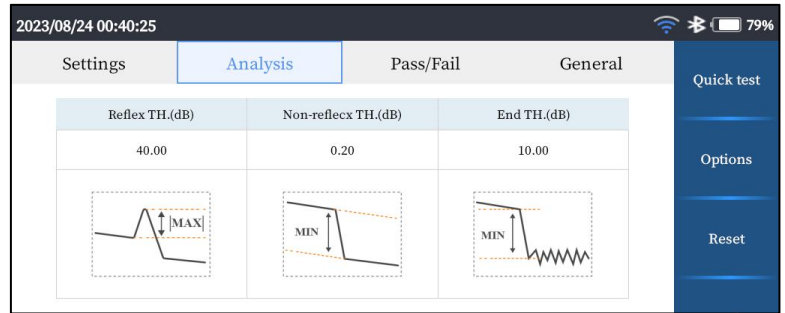 2023/08/24 00:40:25 79%
Settings Analysis Pass/Fail General
Quick test
Reflex TH.(dB) Non-reflecx TH.(dB) End TH.(dB)
40.00 0.20 10.00
Options
|MAX| MIN MIN
Reset